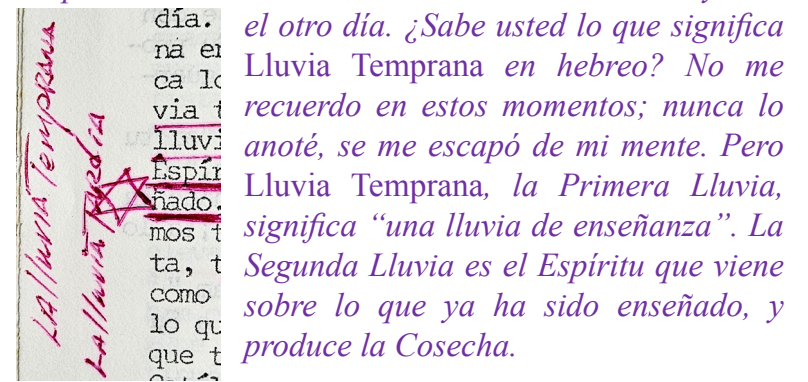 LA lluvia Temprana
La lluvia Tardía
día.
na en
ca lo
via t
lluvi
Espír
ñado.
mos t
ta, t
como
lo qu
que t
el otro día. ¿Sabe usted lo que significa
Lluvia Temprana en hebreo? No me
recuerdo en estos momentos; nunca lo
anoté, se me escapó de mi mente. Pero
Lluvia Temprana, la Primera Lluvia,
significa “una lluvia de enseñanza”. La
Segunda Lluvia es el Espíritu que viene
sobre lo que ya ha sido enseñado, y
produce la Cosecha.